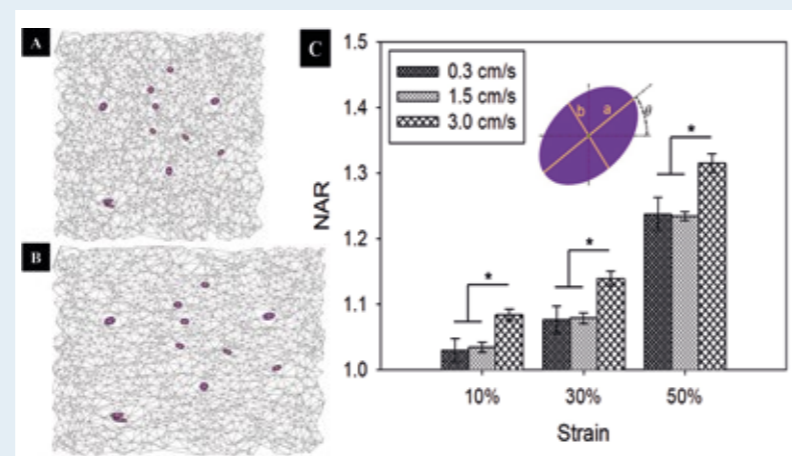 A
B
C
1.5
1.4
1.3
1.2
1.1
1.0
NAR
0.3 cm/s
1.5 cm/s
3.0 cm/s
b
a
θ
*
*
*
10%
30%
50%
Strain